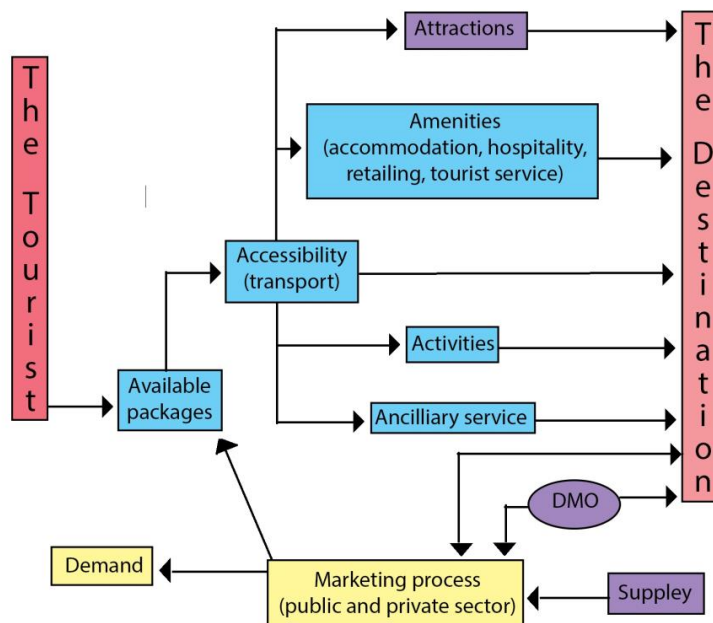 The Tourist
Attractions
The Destination
Amenities
(accommodation, hospitality,
retailing, tourist service)
Accessibility
(transport)
Activities
Available
packages
Ancilliary service
DMO
Demand
Marketing process
(public and private sector)
Suppley